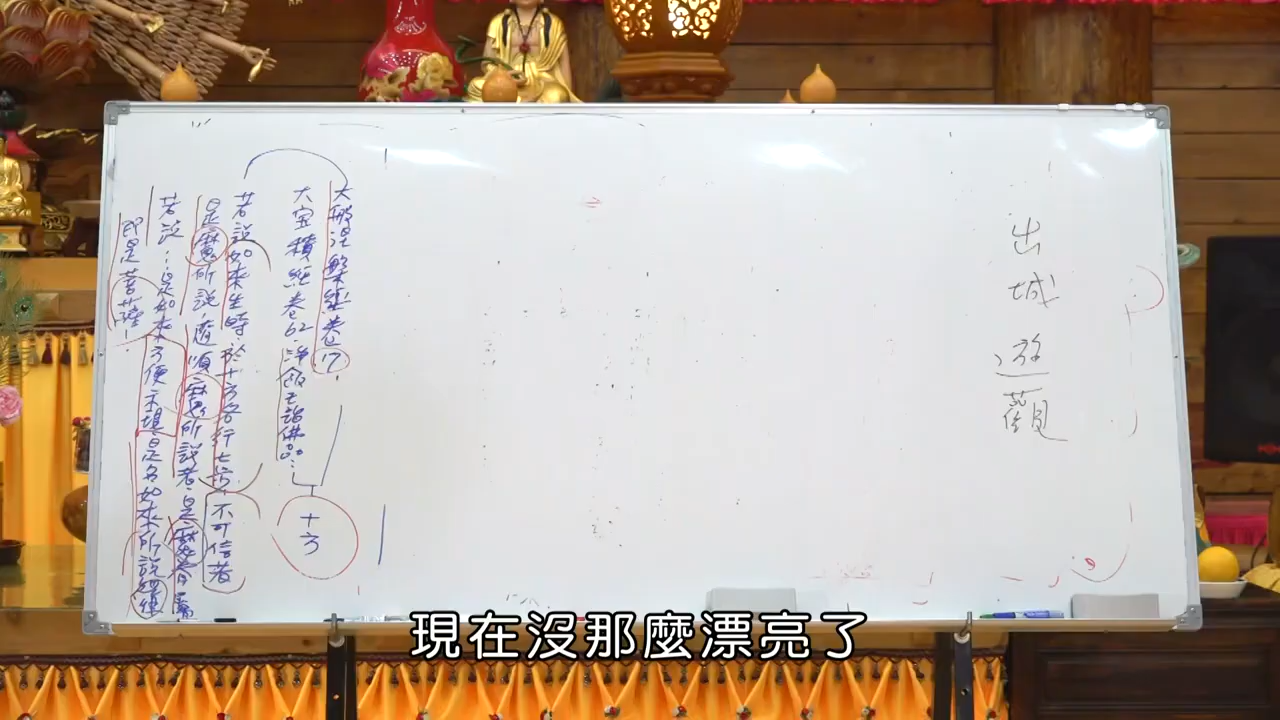 出城遊觀
大般涅槃經卷17
大宝積經卷62.淨飯王詣佛品:
十方
若說如來生時,於十方各行七步,不可信者
是魔所說,隨順魔所說者,是魔眷屬
若說:是如來方便示現是名如來所說經律
即是菩薩!
現在沒那麼漂亮了